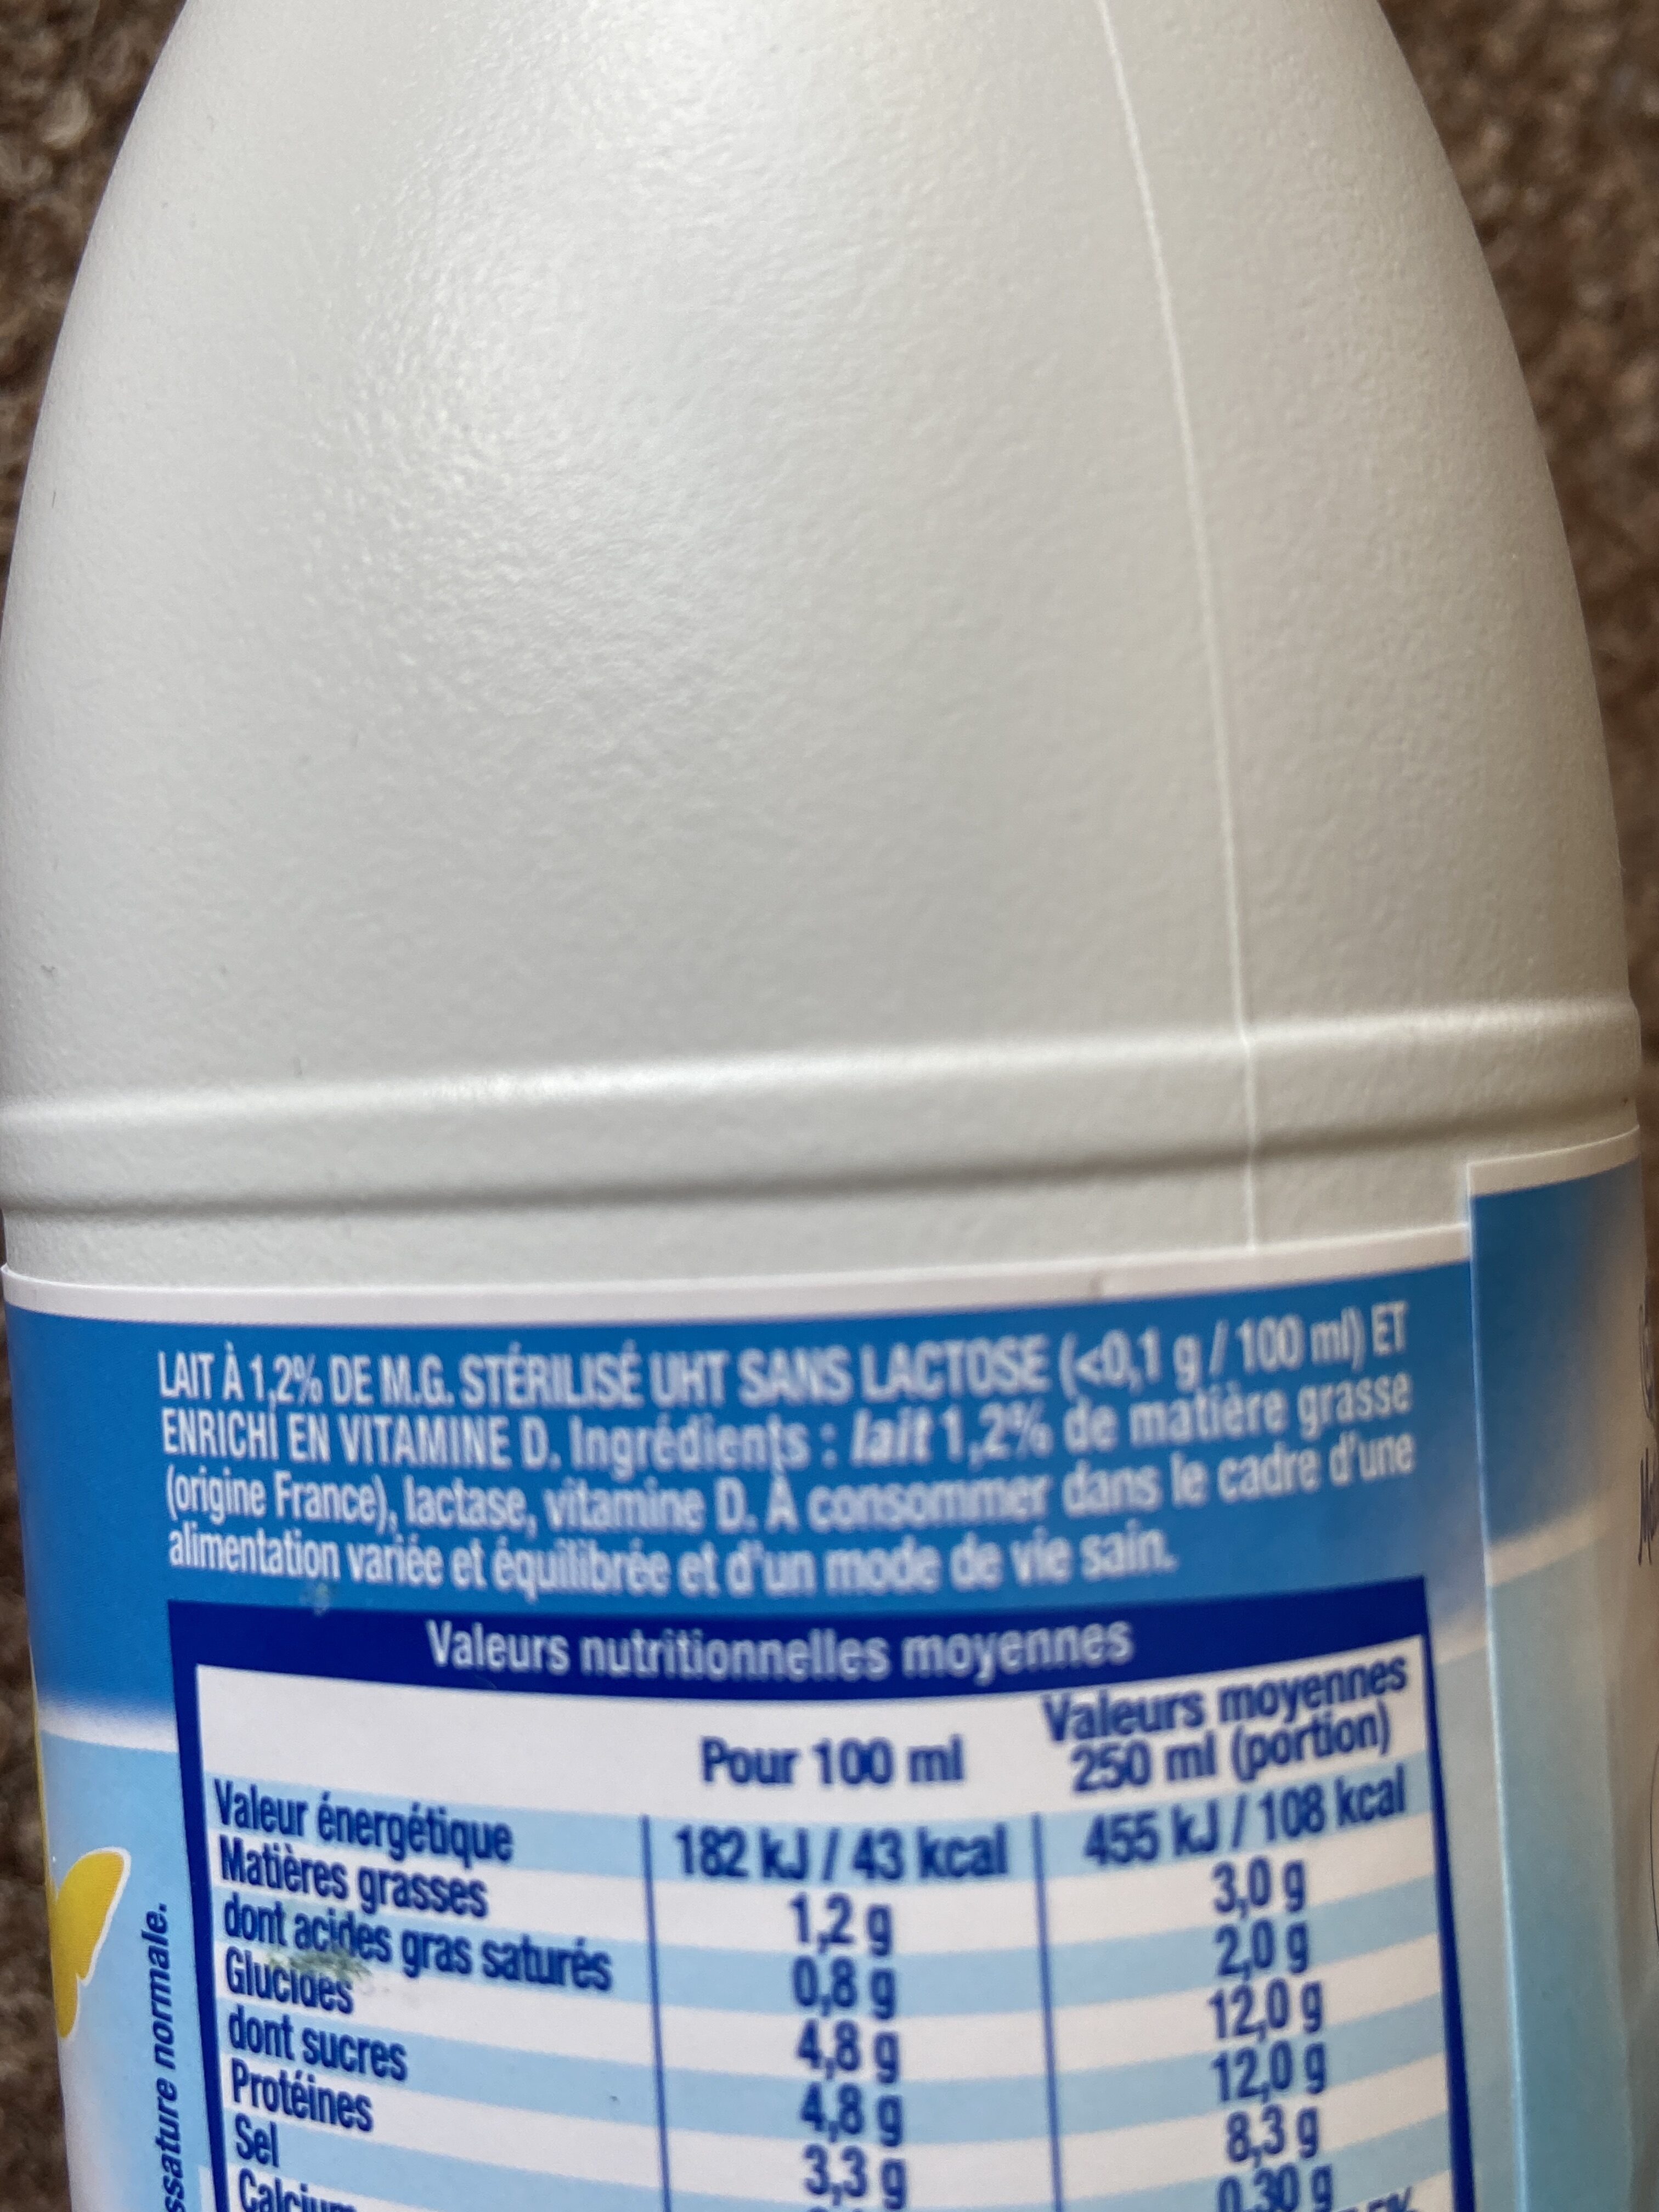 LAIT À 1,2% DE M.G. STÉRILISÉ UHT SANS LACTOSE (<0,1 g / 100 ml) ET
ENRICHI EN VITAMINE D. Ingrédients : lait 1,2% de matière grasse
(origine France), lactase, vitamine D. À consommer dans le cadre d'une
alimentation variée et équilibrée et d'un mode de vie sain.
Valeurs nutritionnelles moyennes
Pour 100 ml
Valeurs moyennes
250 ml (portion)
Valeur énergétique 182 kJ / 43 kcal 455 kJ / 108 kcal
Matières grasses 1,2 g 3,0 g
dont acides gras saturés 0,8 g 2,0 g
Glucides 4,8 g 12,0 g
dont sucres 4,8 g 12,0 g
Protéines 3,3 g 8,3 g
Sel 0,30 g
Calcium
ssature normale.